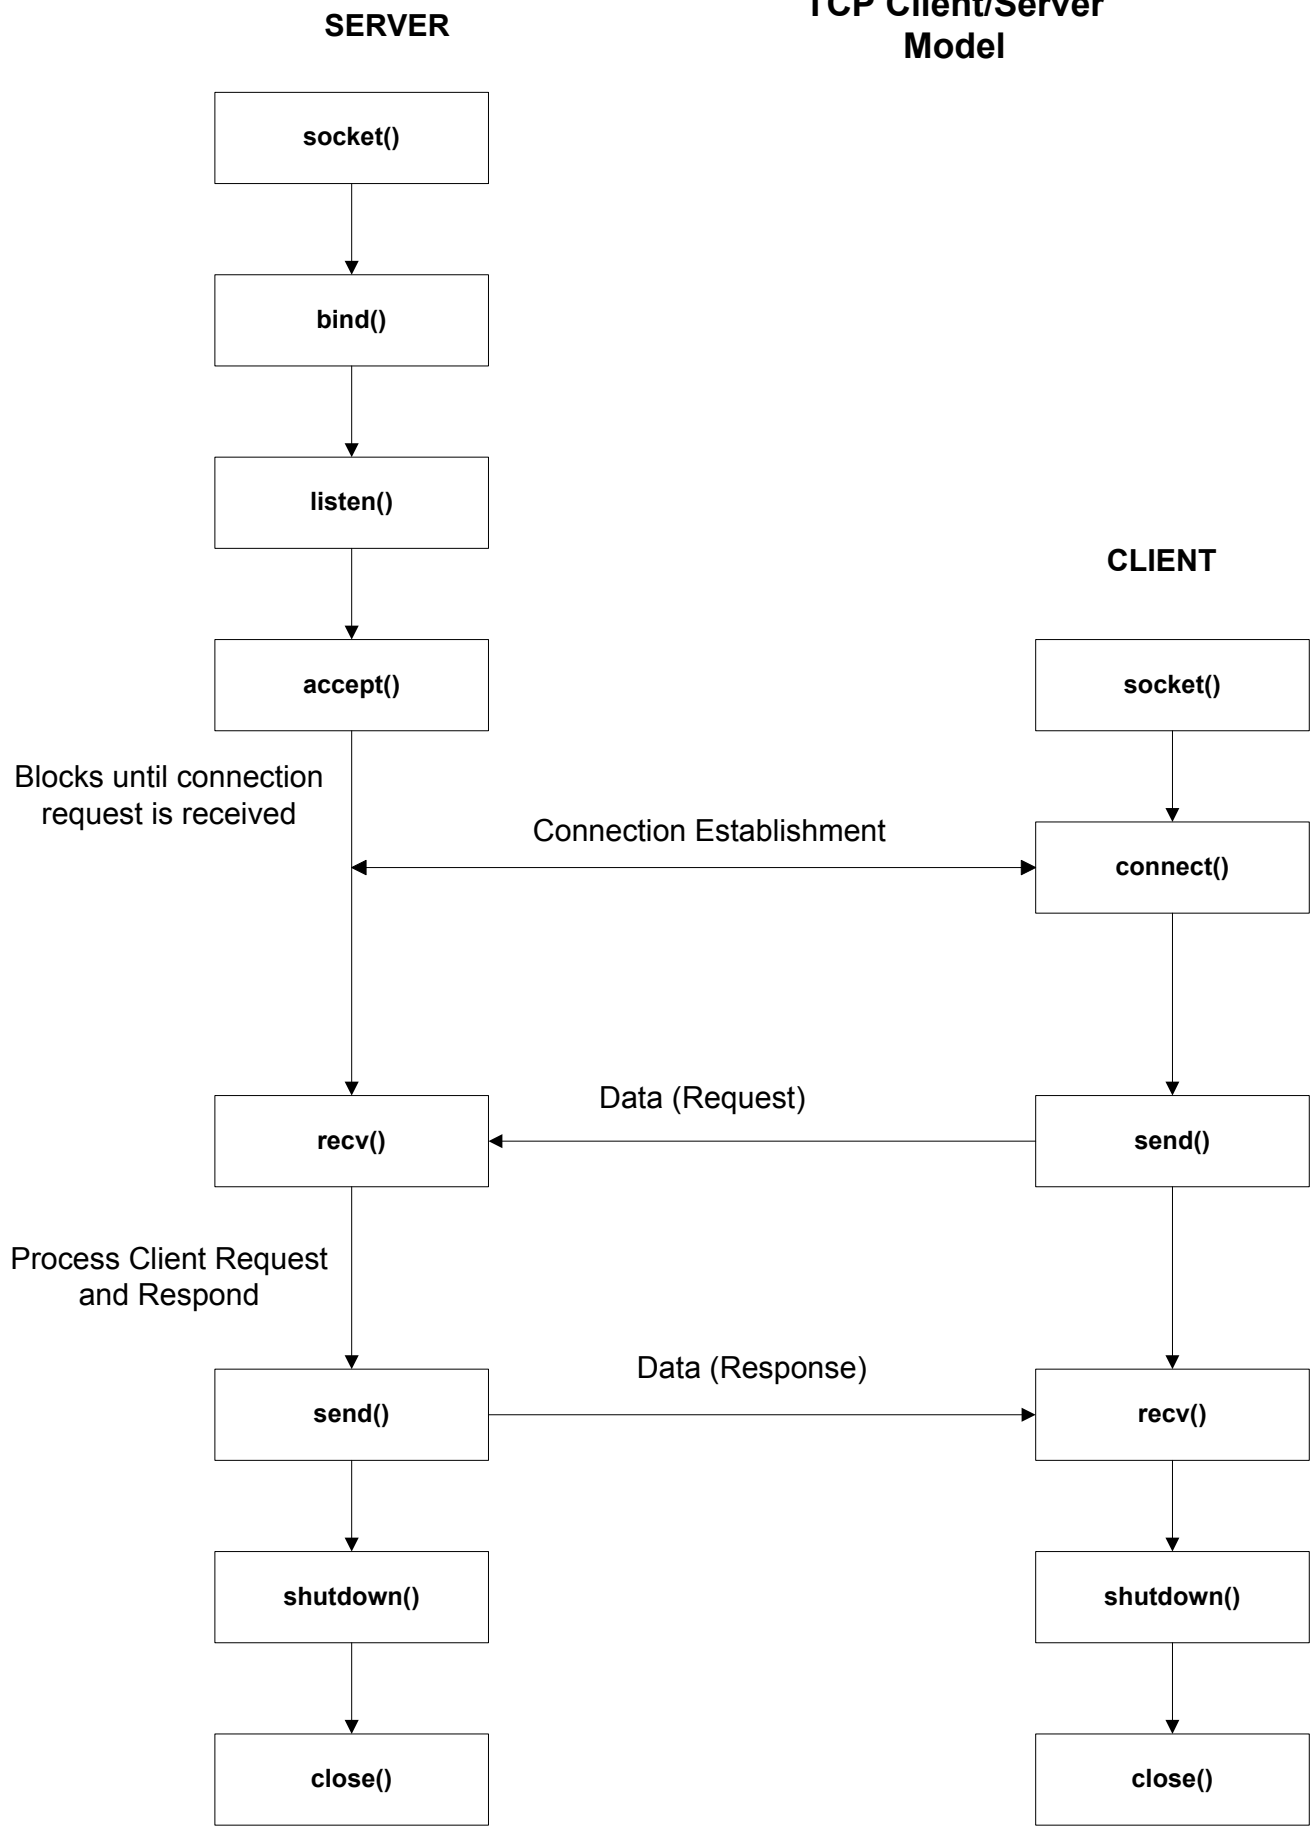 SERVER
TCP Client/Server
Model
socket()
bind()
listen()
CLIENT
accept()
socket()
Blocks until connection
request is received
Connection Establishment
connect()
Data (Request)
recv()
send()
Process Client Request
and Respond
Data (Response)
send()
recv()
shutdown()
shutdown()
close()
close()